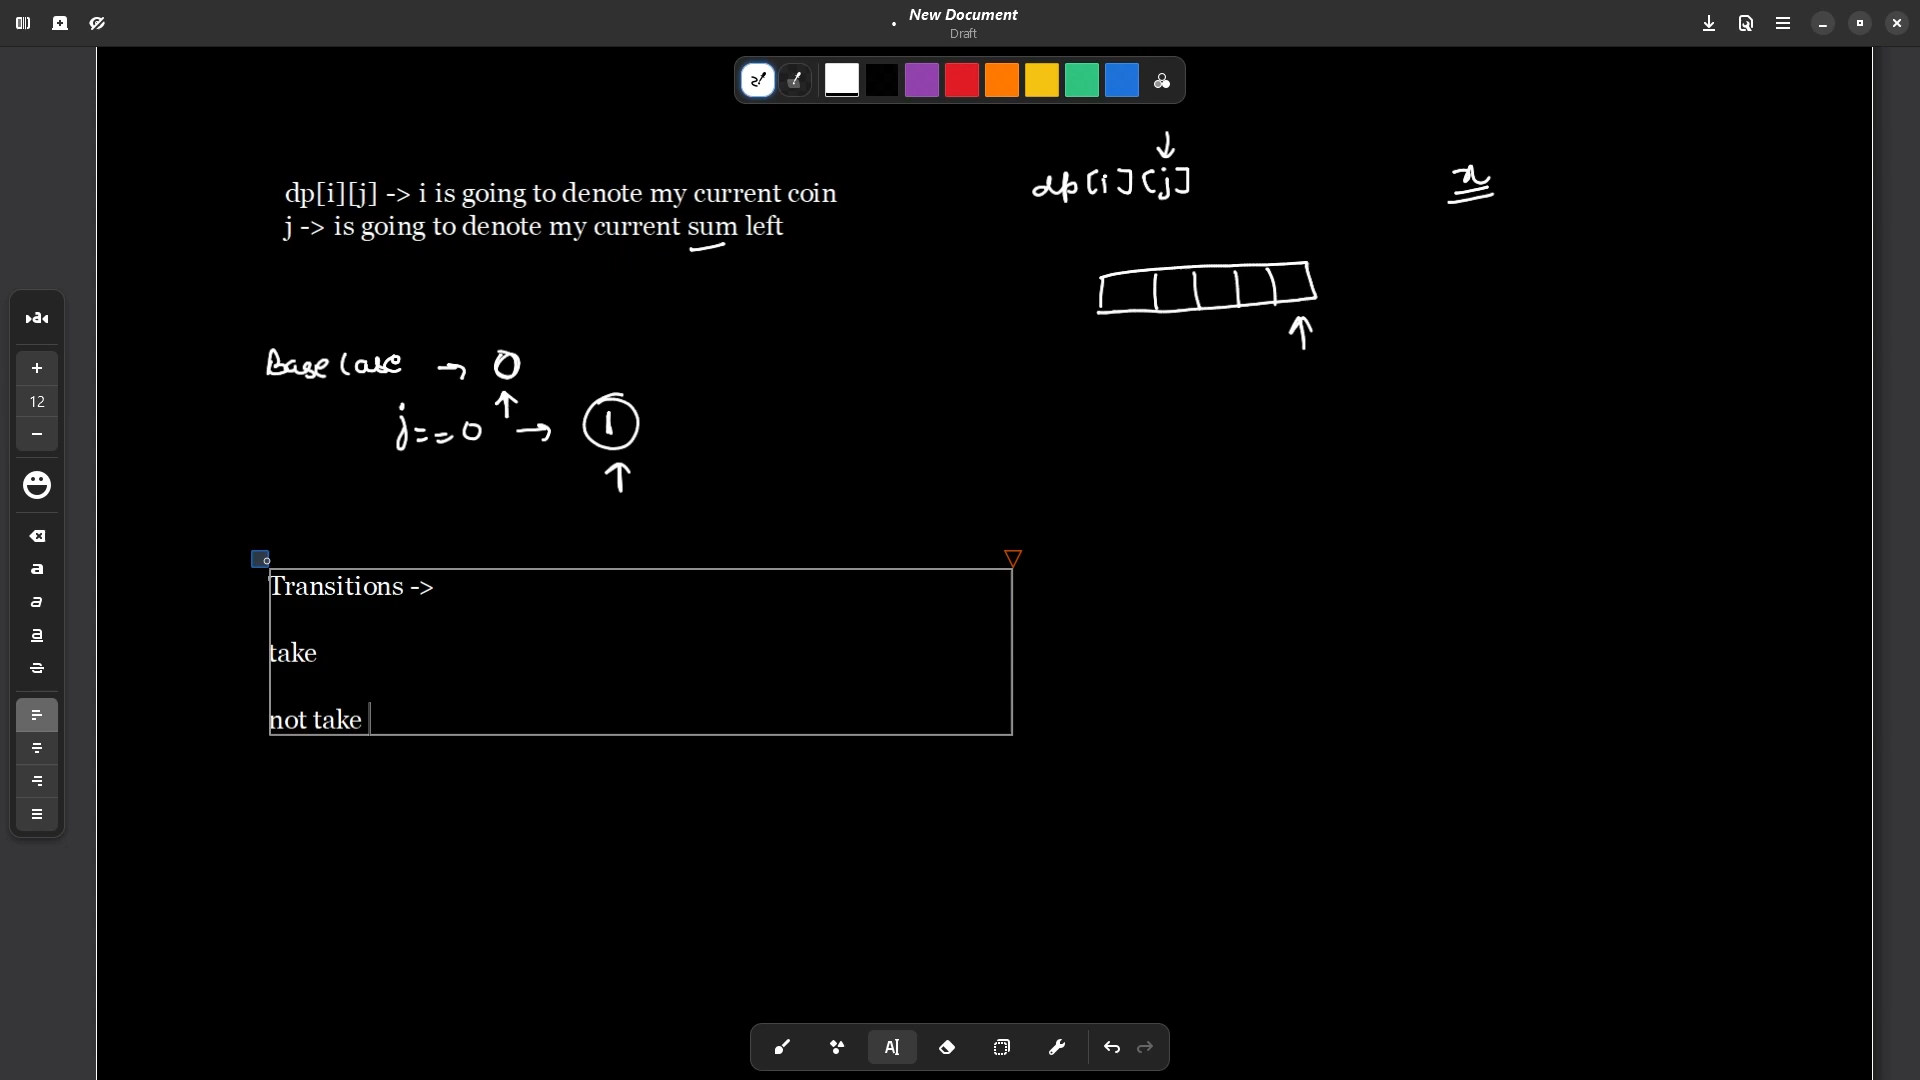 New Document
Draft
dp[i][j] -> i is going to denote my current coin
j -> is going to denote my current sum left
dp[i][j]
x
Base Case → 0
j==0 → 1
12
Transitions ->
take
not take